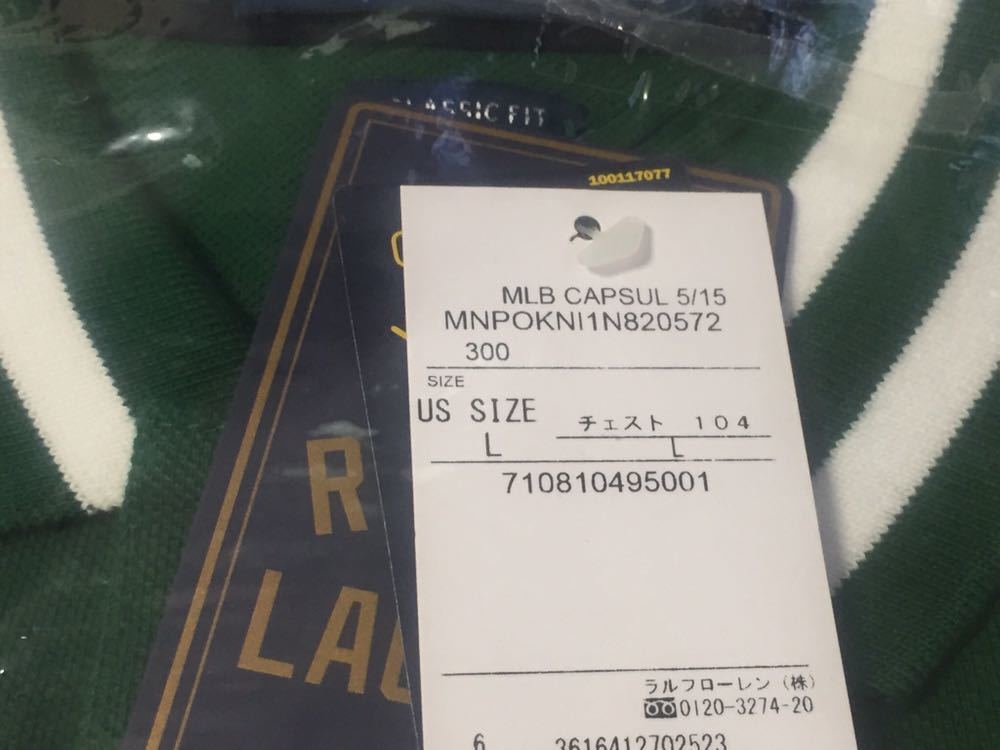 CLASSIC FIT
100117077
MLB CAPSUL 5/15
MNPOKNI1N820572
300
SIZE
US SIZE チェスト 104
L L
710810495001
R
LAU
ラルフローレン (株)
0120-3274-20
6 3616412702523